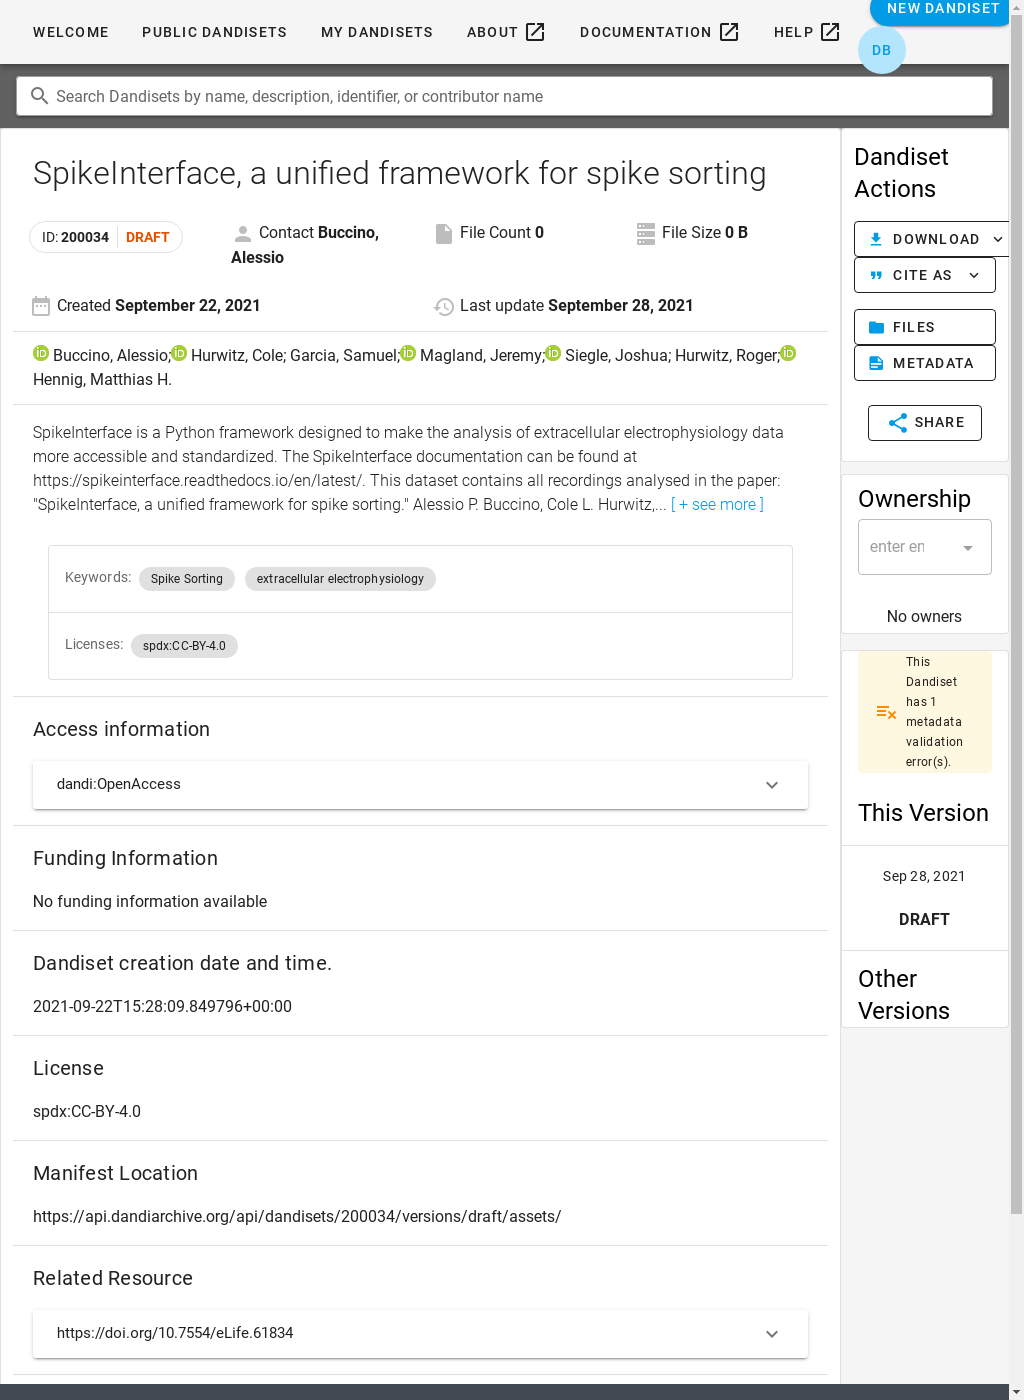 WELCOME PUBLIC DANDISETS MY DANDISETS ABOUT DOCUMENTATION HELP NEW DANDISET
DB
Search Dandisets by name, description, identifier, or contributor name
SpikeInterface, a unified framework for spike sorting
ID: 200034 DRAFT
Contact Buccino,
Alessio
File Count 0
File Size 0 B
Created September 22, 2021
Last update September 28, 2021
iD Buccino, Alessio; iD Hurwitz, Cole; Garcia, Samuel; iD Magland, Jeremy; iD Siegle, Joshua; Hurwitz, Roger; iD
Hennig, Matthias H.
SpikeInterface is a Python framework designed to make the analysis of extracellular electrophysiology data
more accessible and standardized. The SpikeInterface documentation can be found at
https://spikeinterface.readthedocs.io/en/latest/. This dataset contains all recordings analysed in the paper:
"SpikeInterface, a unified framework for spike sorting." Alessio P. Buccino, Cole L. Hurwitz,... [ + see more ]
Keywords: Spike Sorting extracellular electrophysiology
Licenses: spdx:CC-BY-4.0
Access information
dandi:OpenAccess
Funding Information
No funding information available
Dandiset creation date and time.
2021-09-22T15:28:09.849796+00:00
License
spdx:CC-BY-4.0
Manifest Location
https://api.dandiarchive.org/api/dandisets/200034/versions/draft/assets/
Related Resource
https://doi.org/10.7554/eLife.61834
Dandiset
Actions
DOWNLOAD
CITE AS
FILES
METADATA
SHARE
Ownership
enter em
No owners
This
Dandiset
has 1
metadata
validation
error(s).
This Version
Sep 28, 2021
DRAFT
Other
Versions